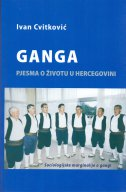 Ivan Cvitković
GANGA
PJESMA O ŽIVOTU U HERCEGOVINI
Sociologijske marginalije o gangi